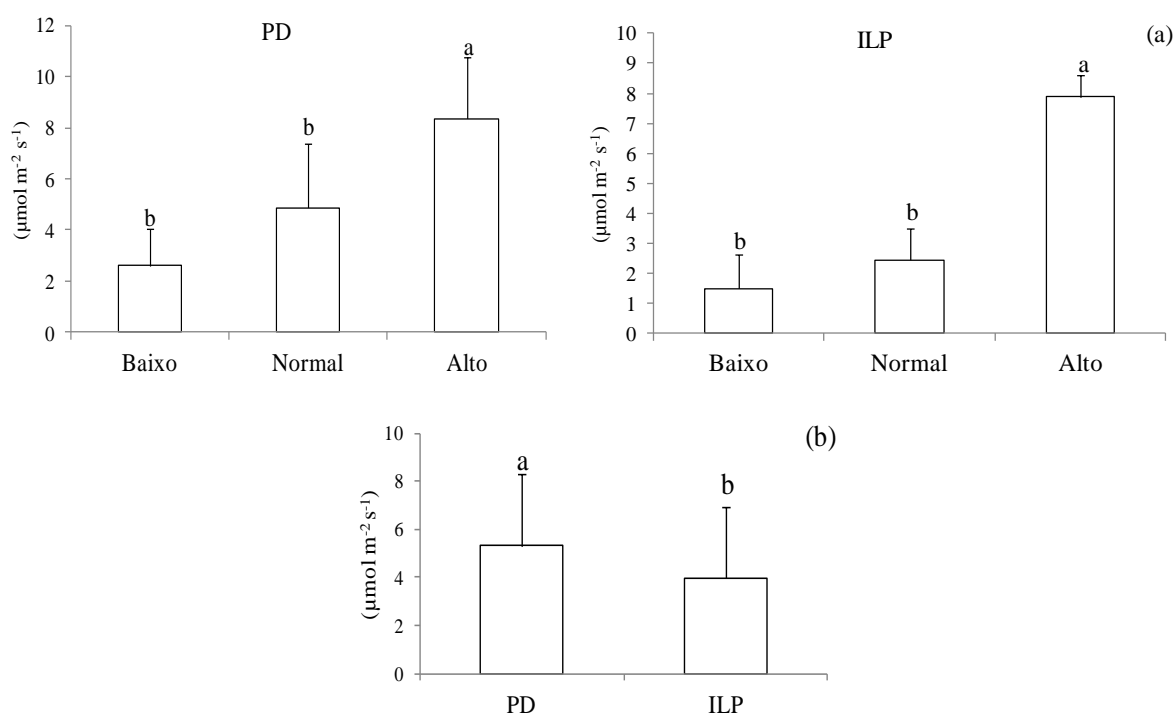 PD
12
10
8
6
4
2
0
(µmol m-2 s-1)
b
b
a
Baixo
Normal
Alto
ILP
(a)
10
9
8
7
6
5
4
3
2
1
0
(µmol m-2 s-1)
b
b
a
Baixo
Normal
Alto
(b)
10
8
6
4
2
0
(µmol m-2 s-1)
a
b
PD
ILP